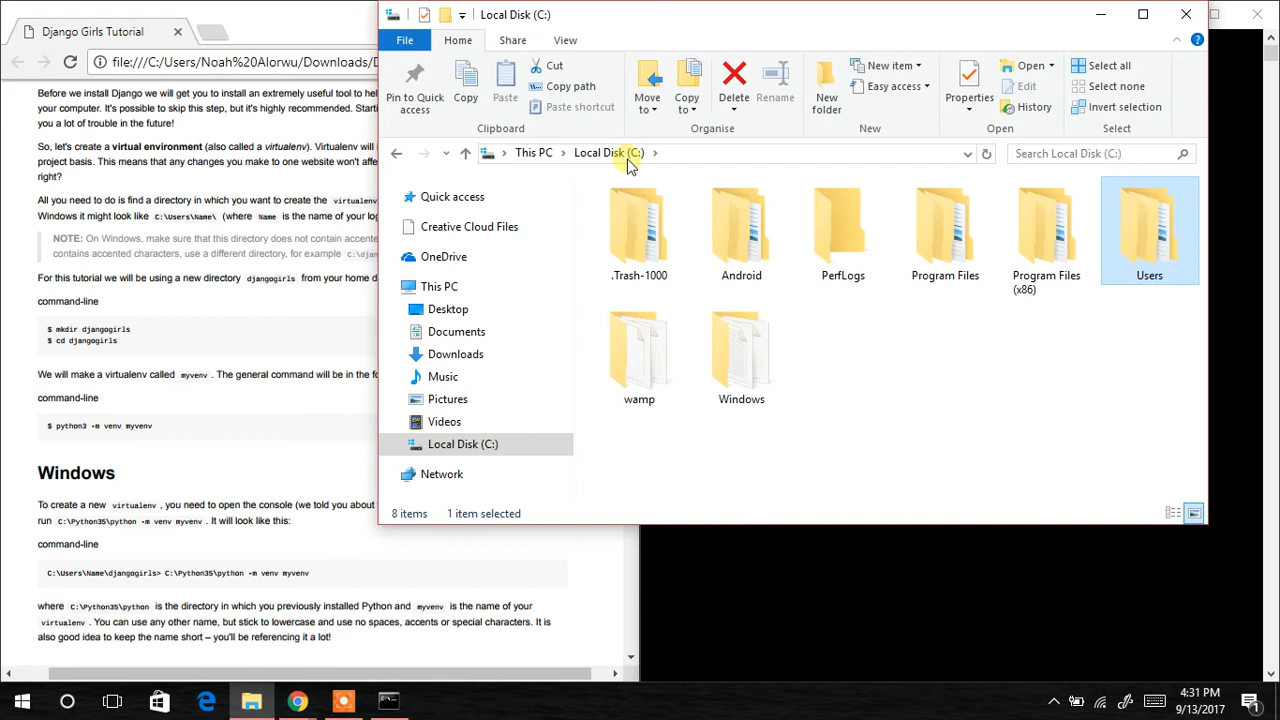 Django Girls Tutorial
file:///C:/Users/Noah%20Alorwu/Downloads/D
Before we install Django we will get you to install an extremely useful tool to help
your computer. It's possible to skip this step, but it's highly recommended. Starti
you a lot of trouble in the future!
So, let's create a virtual environment (also called a virtualenv). Virtualenv will
project basis. This means that any changes you make to one website won't affect
right?
All you need to do is find a directory in which you want to create the virtualenv
Windows it might look like C:\Users\Name\ (where Name is the name of your log
NOTE: On Windows, make sure that this directory does not contain accente
contains accented characters, use a different directory, for example C:\djan
For this tutorial we will be using a new directory djangogirls from your home d
command-line
$ mkdir djangogirls
$ cd djangogirls
We will make a virtualenv called myvenv . The general command will be in the fo
command-line
$ python3 -m venv myvenv
Windows
To create a new virtualenv , you need to open the console (we told you about
run C:\Python35\python -m venv myvenv . It will look like this:
command-line
C:\Users\Name\djangogirls> C:\Python35\python -m venv myvenv
where C:\Python35\python is the directory in which you previously installed Python and myvenv is the name of your
virtualenv . You can use any other name, but stick to lowercase and use no spaces, accents or special characters. It is
also good idea to keep the name short – you'll be referencing it a lot!
Local Disk (C:)
File Home Share View
Pin to Quick access
Copy
Paste
Cut
Copy path
Paste shortcut
Clipboard
Move to
Copy to
Delete
Rename
Organise
New folder
New item
Easy access
New
Properties
Open
Edit
History
Open
Select all
Select none
Invert selection
Select
This PC Local Disk (C:)
Search Local Disk (C:)
Quick access
Creative Cloud Files
OneDrive
This PC
Desktop
Documents
Downloads
Music
Pictures
Videos
Local Disk (C:)
Network
.Trash-1000
Android
PerfLogs
Program Files
Program Files (x86)
Users
wamp
Windows
8 items 1 item selected
4:31 PM
9/13/2017
1